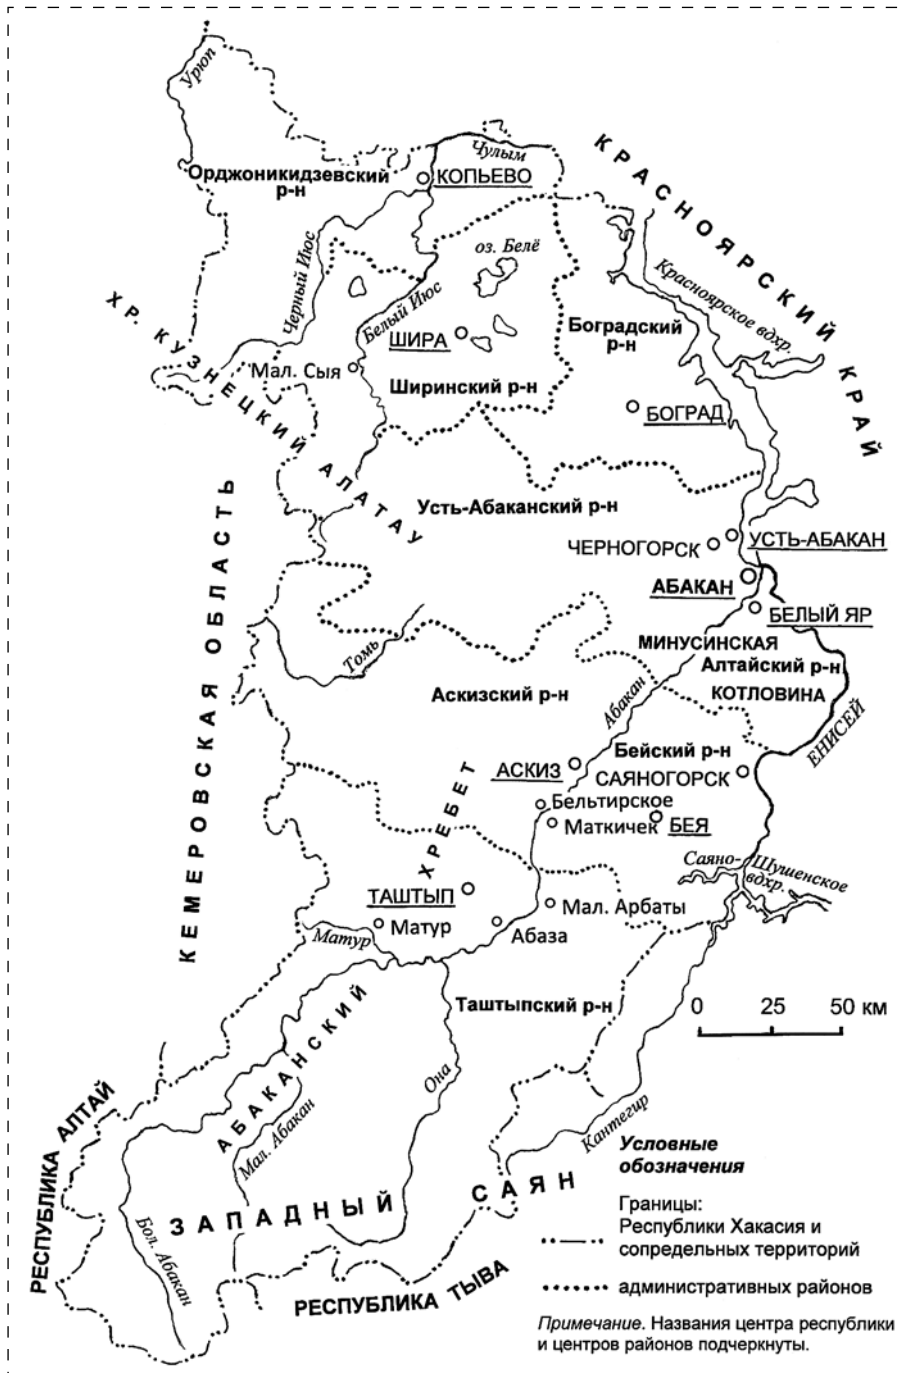 Урюп
Чулым
Орджоникидзевский
р-н
КОПЬЕВО
КРАСНОЯРСКИЙ КРАЙ
оз. Белё
Черный Июс
Белый Июс
Красноярское вдхр.
ХР. КУЗНЕЦКИЙ АЛАТАУ
ШИРА
Боградский
р-н
Мал. Сыя
Ширинский р-н
БОГРАД
КЕМЕРОВСКАЯ ОБЛАСТЬ
Усть-Абаканский р-н
ЧЕРНОГОРСК
УСТЬ-АБАКАН
АБАКАН
БЕЛЫЙ ЯР
Томь
МИНУСИНСКАЯ
Алтайский р-н
КОТЛОВИНА
Аскизский р-н
Абакан
ЕНИСЕЙ
Бейский р-н
АСКИЗ
САЯНОГОРСК
Бельтирское
Маткичек
БЕЯ
ХРЕБЕТ
Саяно-
Шушенское
вдхр.
ТАШТЫП
Мал. Арбаты
Матур
Матур
Абаза
Таштыпский р-н
0 25 50 км
АБАКАНСКИЙ
Она
Мал. Абакан
Кантегир
РЕСПУБЛИКА АЛТАЙ
Бол. Абакан
ЗАПАДНЫЙ САЯН
РЕСПУБЛИКА ТЫВА
Условные
обозначения
Границы:
Республики Хакасия и
сопредельных территорий
административных районов
Примечание. Названия центра республики
и центров районов подчеркнуты.